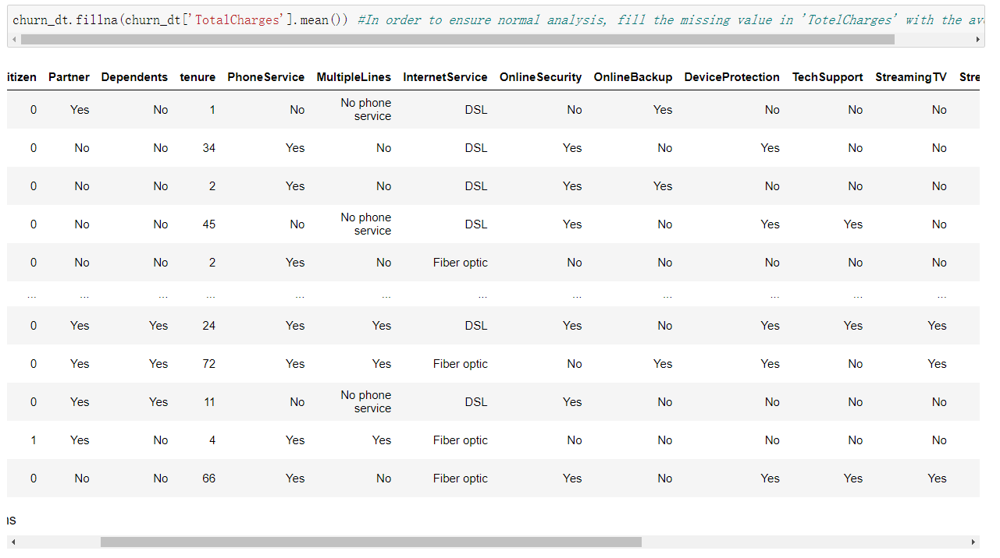 churn_dt.fillna(churn_dt['TotalCharges'].mean()) #In order to ensure normal analysis, fill the missing value in 'TotelCharges' with the
itizen Partner Dependents tenure PhoneService MultipleLines InternetService OnlineSecurity OnlineBackup DeviceProtection TechSupport StreamingTV Stre
0 Yes No 1 No No phone service DSL No Yes No No No
0 No No 34 Yes No DSL Yes No Yes No No
0 No No 2 Yes No DSL Yes Yes No No No
0 No No 45 No No phone service DSL Yes No Yes Yes No
0 No No 2 Yes No Fiber optic No No No No No
... ... ... ... ... ... ... ... ... ... ... ...
0 Yes Yes 24 Yes Yes DSL Yes No Yes Yes Yes
0 Yes Yes 72 Yes Yes Fiber optic No Yes Yes No Yes
0 Yes Yes 11 No No phone service DSL Yes No No No No
1 Yes No 4 Yes Yes Fiber optic No No No No No
0 No No 66 Yes No Fiber optic Yes No Yes Yes Yes